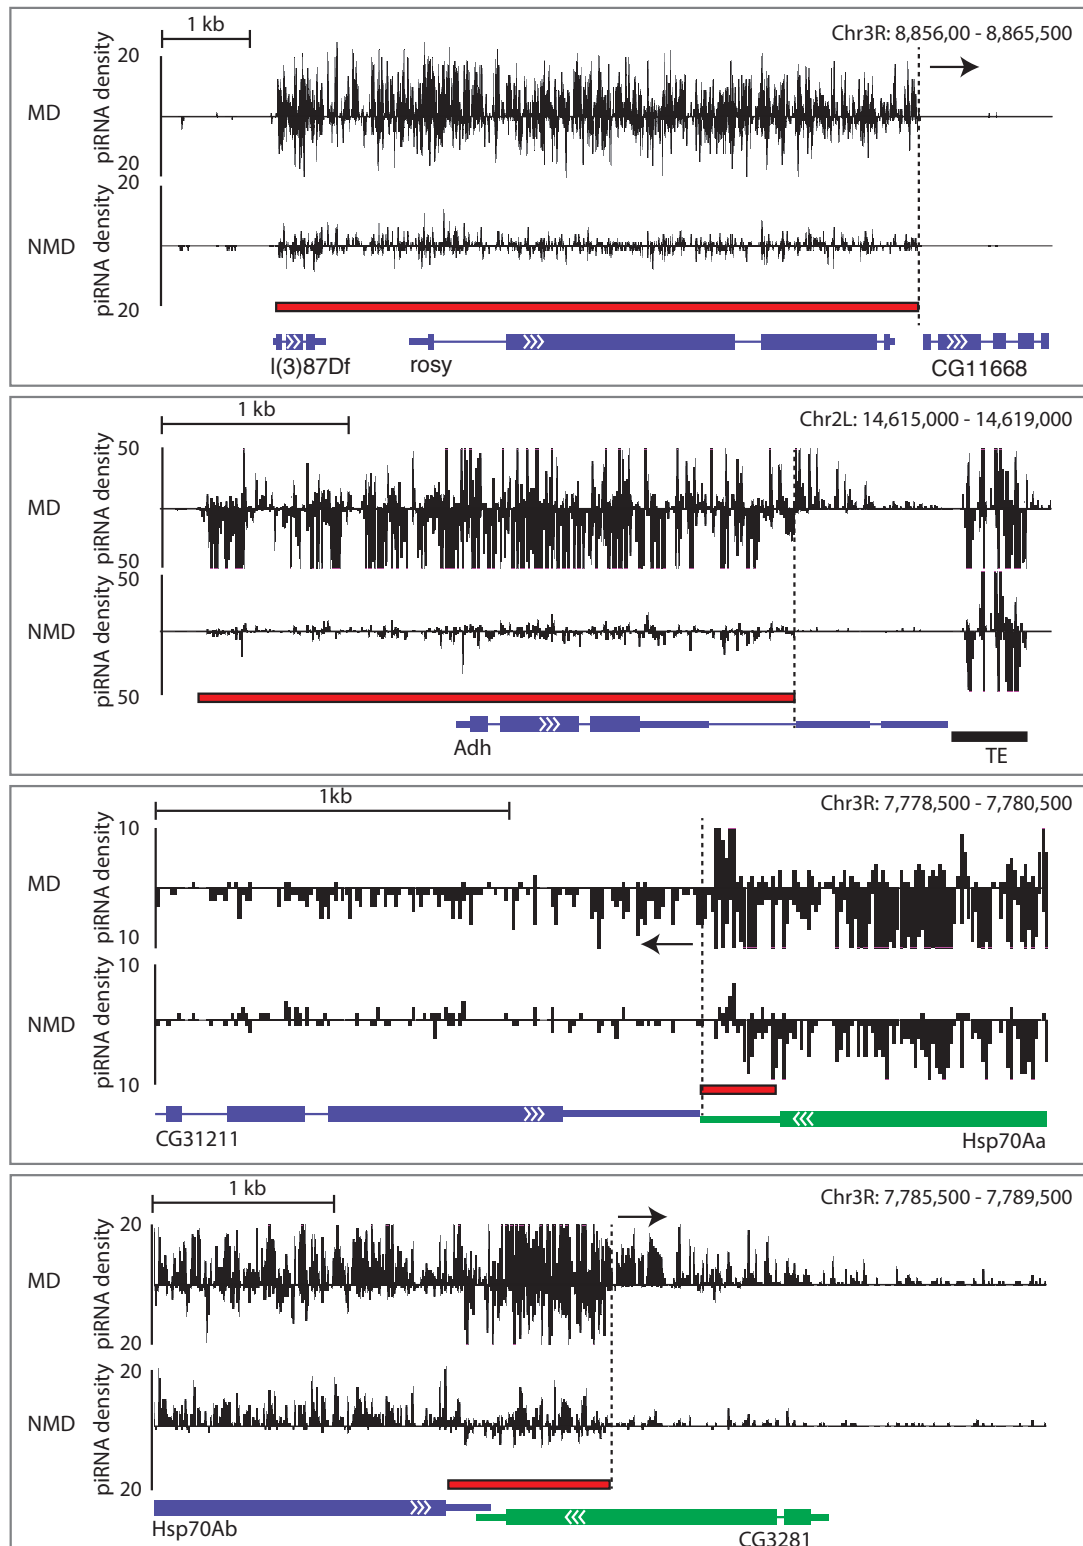 1 kb
Chr3R: 8,856,00 - 8,865,500
20
MD
piRNA density
20
20
NMD
piRNA density
20
l(3)87Df
rosy
CG11668
1 kb
Chr2L: 14,615,000 - 14,619,000
50
MD
piRNA density
50
50
NMD
piRNA density
50
Adh
TE
1kb
Chr3R: 7,778,500 - 7,780,500
10
MD
piRNA density
10
10
NMD
piRNA density
10
CG31211
Hsp70Aa
1 kb
Chr3R: 7,785,500 - 7,789,500
20
MD
piRNA density
20
20
NMD
piRNA density
20
Hsp70Ab
CG3281